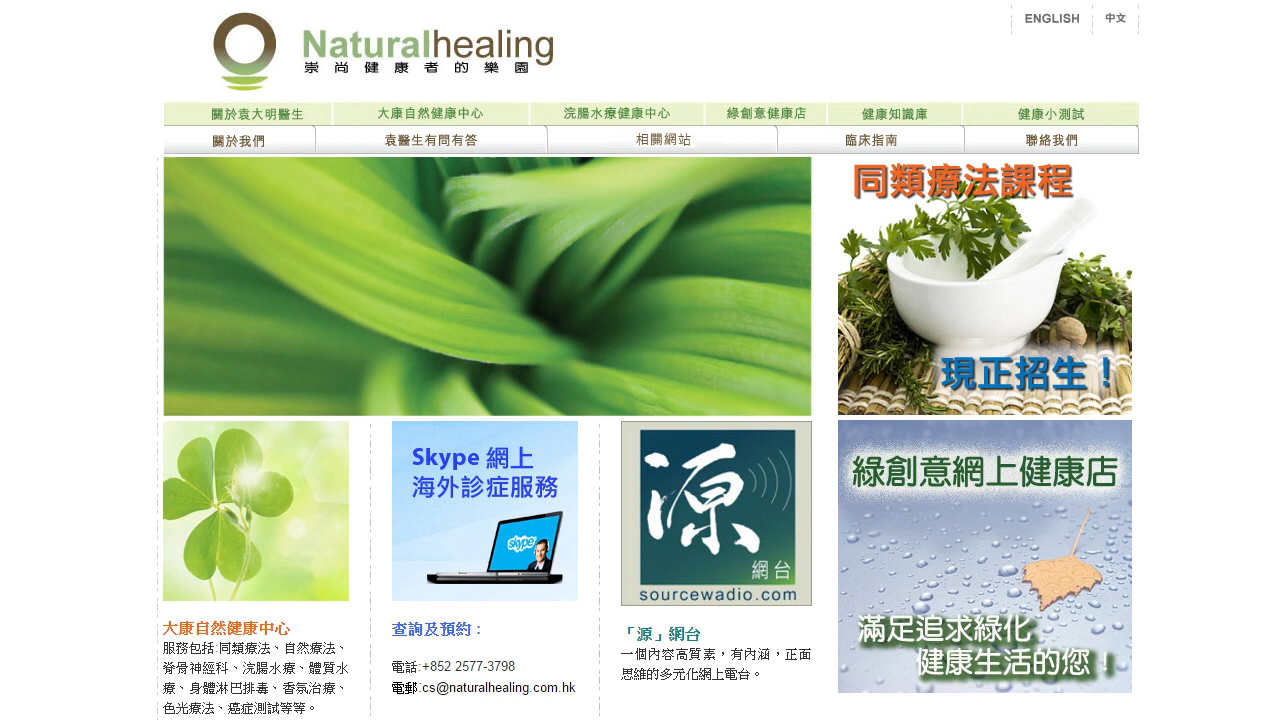 ENGLISH
中文
Naturalhealing
崇尚健康者的樂園
關於袁大明醫生
大康自然健康中心
浣腸水療健康中心
綠創意健康店
健康知識庫
健康小測試
關於我們
袁醫生有問有答
相關網站
臨床指南
聯絡我們
同類療法課程
現正招生！
Skype 網上
海外診症服務
skype
源
網台
sourcewadio.com
綠創意網上健康店
滿足追求綠化
健康生活的您！
大康自然健康中心
服務包括:同類療法、自然療法、
脊骨神經科、浣腸水療、體質水
療、身體淋巴排毒、香氛治療、
色光療法、癌症測試等等。
查詢及預約：
電話:+852 2577-3798
電郵:cs@naturalhealing.com.hk
「源」網台
一個內容高質素，有內涵，正面
思維的多元化網上電台。